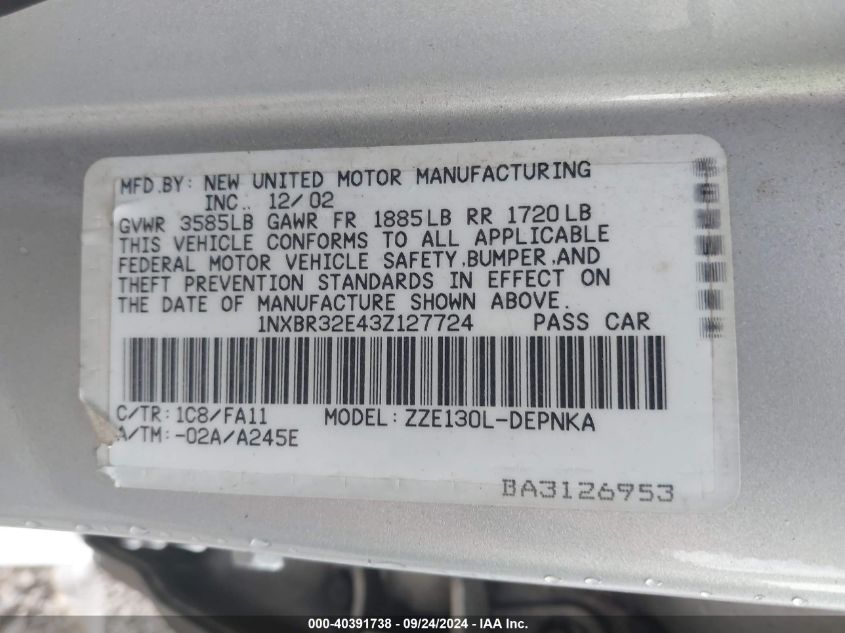 MFD.BY: NEW UNITED MOTOR MANUFACTURING
INC. 12/02
GVWR 3585LB GAWR FR 1885LB RR 1720LB
THIS VEHICLE CONFORMS TO ALL APPLICABLE
FEDERAL MOTOR VEHICLE SAFETY.BUMPER.AND
THEFT PREVENTION STANDARDS IN EFFECT ON
THE DATE OF MANUFACTURE SHOWN ABOVE.
1NXBR32E43Z127724 PASS CAR
C/TR:1C8/FA11 MODEL:ZZE130L-DEPNKA
A/TM:-02A/A245E
BA3126953
000-40391738 - 09/24/2024 - IAA, Inc.